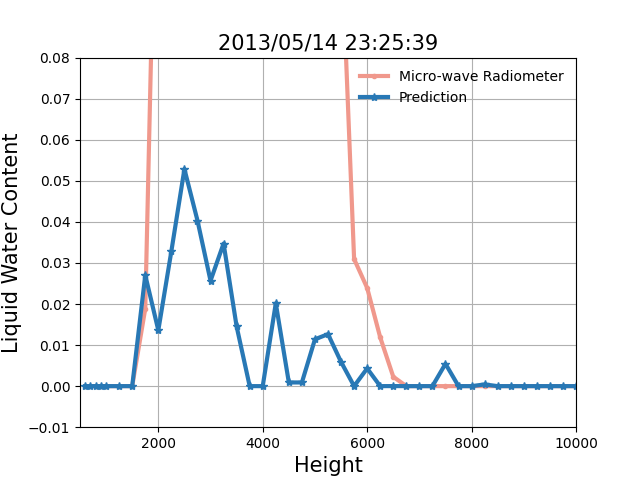 2013/05/14 23:25:39
Micro-wave Radiometer
Prediction
Liquid Water Content
0.08
0.07
0.06
0.05
0.04
0.03
0.02
0.01
0.00
−0.01
2000 4000 6000 8000 10000
Height